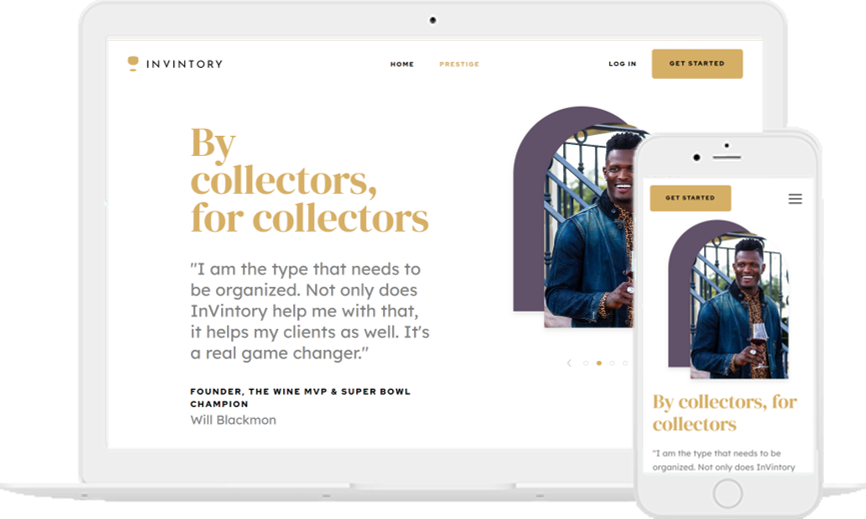 INVINTORY
HOME
PRESTIGE
LOG IN
GET STARTED
By
collectors,
for collectors
"I am the type that needs to
be organized. Not only does
InVintory help me with that,
it helps my clients as well. It's
a real game changer."
FOUNDER, THE WINE MVP & SUPER BOWL
CHAMPION
Will Blackmon
GET STARTED
By collectors, for
collectors
"I am the type that needs to be
organized. Not only does InVintory